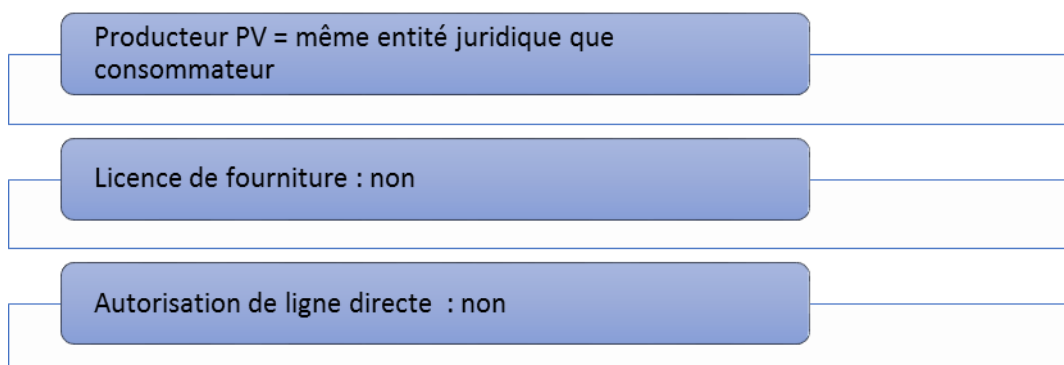 Producteur PV = même entité juridique que
consommateur
Licence de fourniture : non
Autorisation de ligne directe  : non